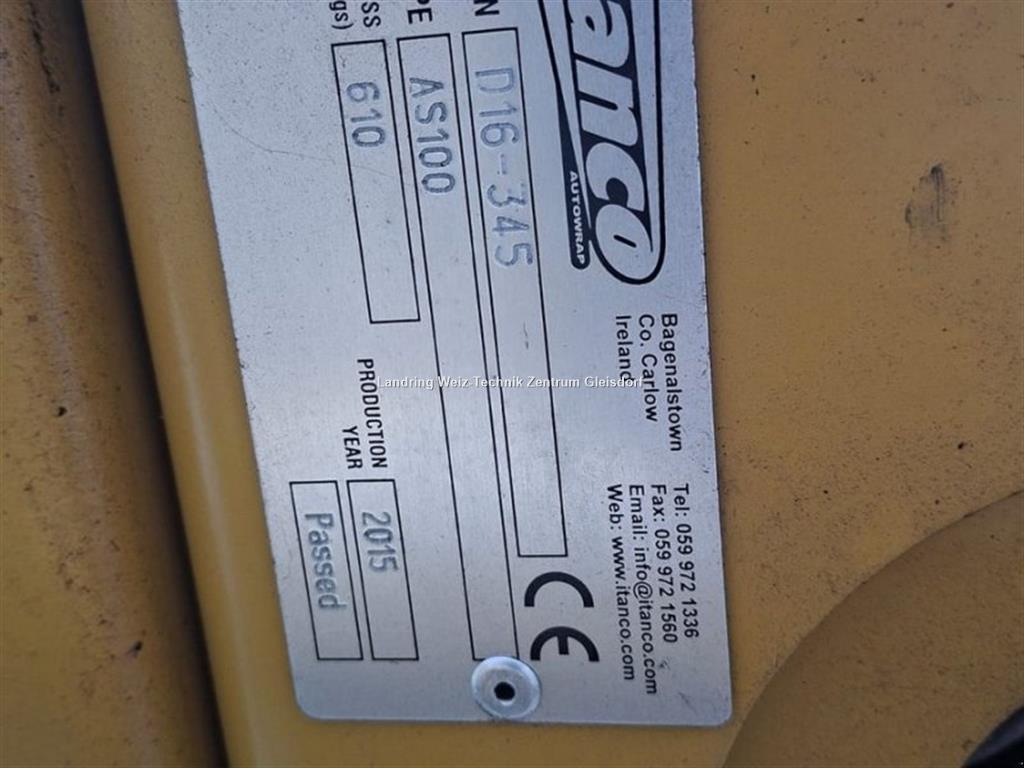 anco
AUTOWRAP
Bagenalstown
Co. Carlow
Ireland
Tel: 059 972 1336
Fax: 059 972 1560
Email: info@itanco.com
Web: www.itanco.com
N D16-345
PE AS100
SS
gs) 610
PRODUCTION
YEAR 2015
Passed
CE
Landring Weiz-Technik Zentrum Gleisdorf